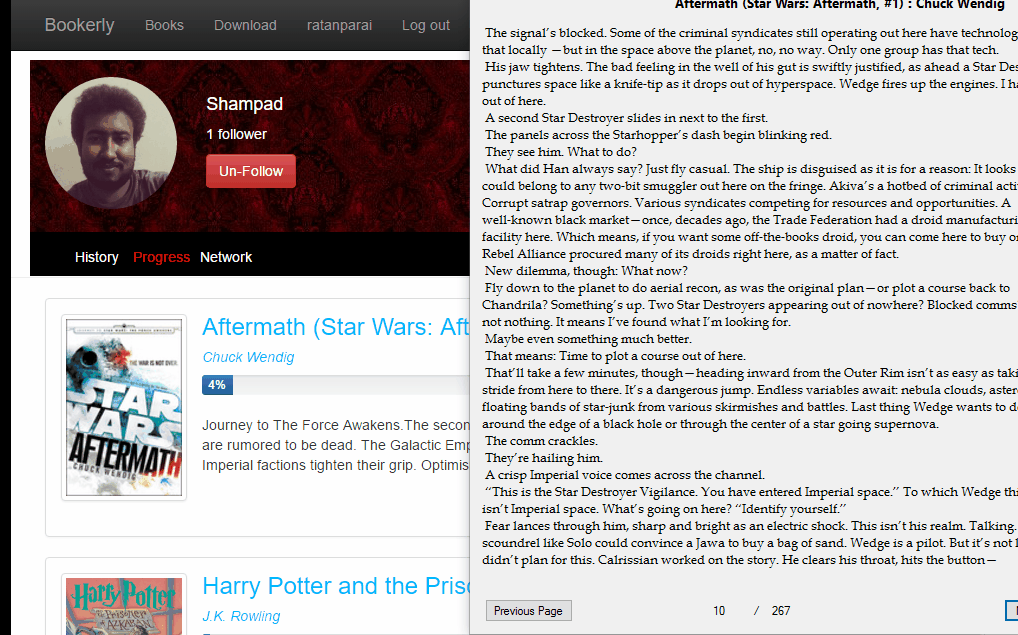 Bookerly Books Download ratanparai Log out
Shampad
1 follower
Un-Follow
History Progress Network
Aftermath (Star Wars: Aft
Chuck Wendig
4%
Journey to The Force Awakens.The secon
are rumored to be dead. The Galactic Emp
Imperial factions tighten their grip. Optimis
THE WAR IS NOT OVER.
STAR
WARS
AFTERMATH
CHUCK WENDIG
Harry Potter and the Priso
J.K. Rowling
Harry Potter
PRISONER
AZKABAN
Aftermath (Star Wars: Aftermath, #1) : Chuck Wendig
The signal's blocked. Some of the criminal syndicates still operating out here have technolog
that locally —but in the space above the planet, no, no way. Only one group has that tech.
His jaw tightens. The bad feeling in the well of his gut is swiftly justified, as ahead a Star Des
punctures space like a knife-tip as it drops out of hyperspace. Wedge fires up the engines. I ha
out of here.
A second Star Destroyer slides in next to the first.
The panels across the Starhopper's dash begin blinking red.
They see him. What to do?
What did Han always say? Just fly casual. The ship is disguised as it is for a reason: It looks
could belong to any two-bit smuggler out here on the fringe. Akiva's a hotbed of criminal acti
Corrupt satrap governors. Various syndicates competing for resources and opportunities. A
well-known black market—once, decades ago, the Trade Federation had a droid manufacturi
facility here. Which means, if you want some off-the-books droid, you can come here to buy on
Rebel Alliance procured many of its droids right here, as a matter of fact.
New dilemma, though: What now?
Fly down to the planet to do aerial recon, as was the original plan—or plot a course back to
Chandrila? Something's up. Two Star Destroyers appearing out of nowhere? Blocked comms
not nothing. It means I've found what I'm looking for.
Maybe even something much better.
That means: Time to plot a course out of here.
That'll take a few minutes, though—heading inward from the Outer Rim isn't as easy as taki
stride from here to there. It's a dangerous jump. Endless variables await: nebula clouds, aster
floating bands of star-junk from various skirmishes and battles. Last thing Wedge wants to do
around the edge of a black hole or through the center of a star going supernova.
The comm crackles.
They're hailing him.
A crisp Imperial voice comes across the channel.
"This is the Star Destroyer Vigilance. You have entered Imperial space." To which Wedge thi
isn't Imperial space. What's going on here? "Identify yourself."
Fear lances through him, sharp and bright as an electric shock. This isn't his realm. Talking.
scoundrel like Solo could convince a Jawa to buy a bag of sand. Wedge is a pilot. But it's not l
didn't plan for this. Calrissian worked on the story. He clears his throat, hits the button—
Previous Page 10 / 267